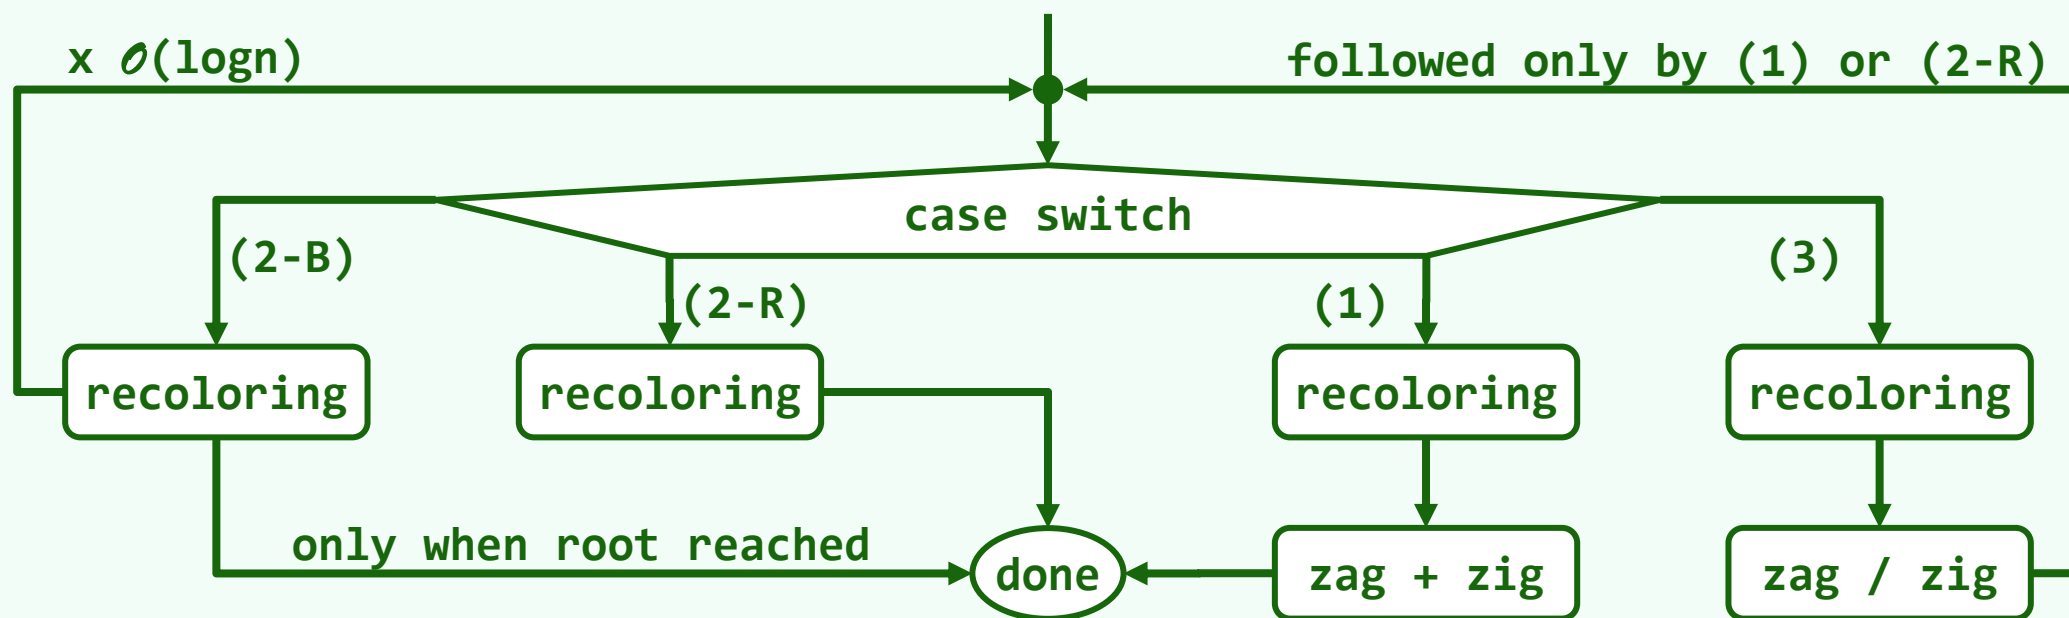 x 𝒪(logn)
followed only by (1) or (2-R)
case switch
(2-B)
(2-R)
(1)
(3)
recoloring
recoloring
recoloring
recoloring
only when root reached
done
zag + zig
zag / zig